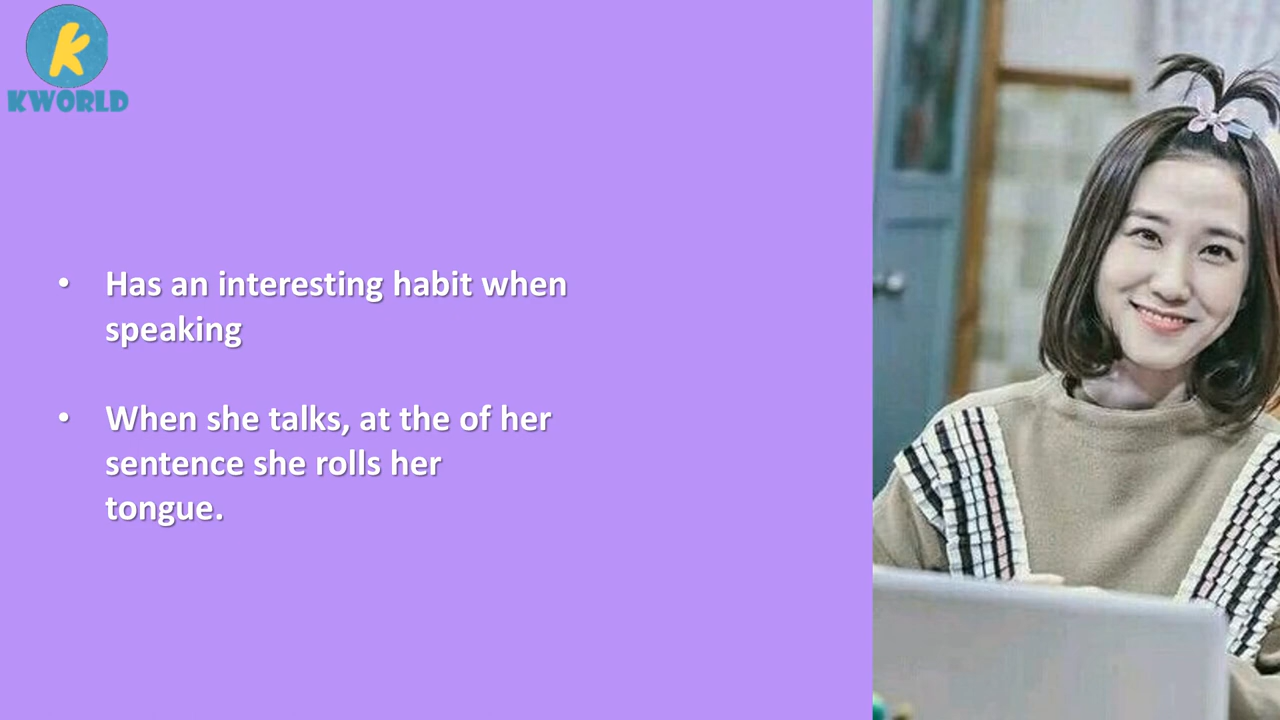 K
KWORLD
• Has an interesting habit when
speaking
• When she talks, at the of her
sentence she rolls her
tongue.